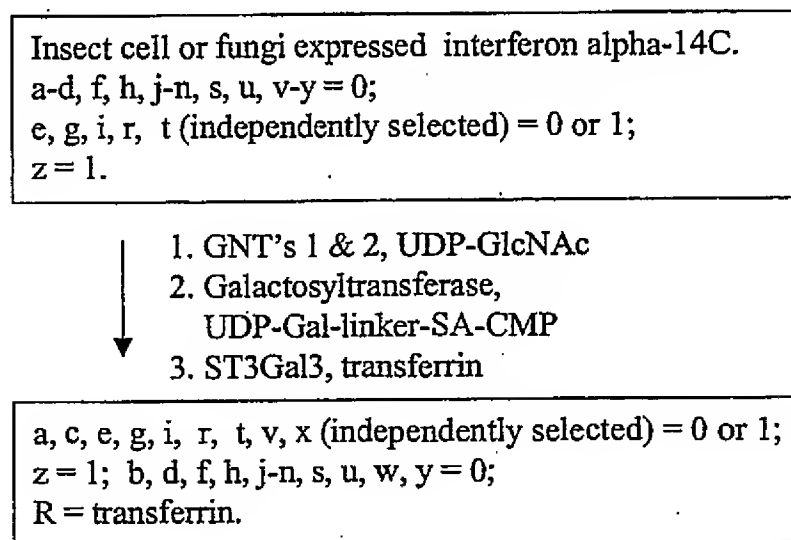 Insect cell or fungi expressed interferon alpha-14C.
a-d, f, h, j-n, s, u, v-y = 0;
e, g, i, r, t (independently selected) = 0 or 1;
z = 1.
1. GNT's 1 & 2, UDP-GlcNAc
2. Galactosyltransferase,
UDP-Gal-linker-SA-CMP
3. ST3Gal3, transferrin
a, c, e, g, i, r, t, v, x (independently selected) = 0 or 1;
z = 1; b, d, f, h, j-n, s, u, w, y = 0;
R = transferrin.